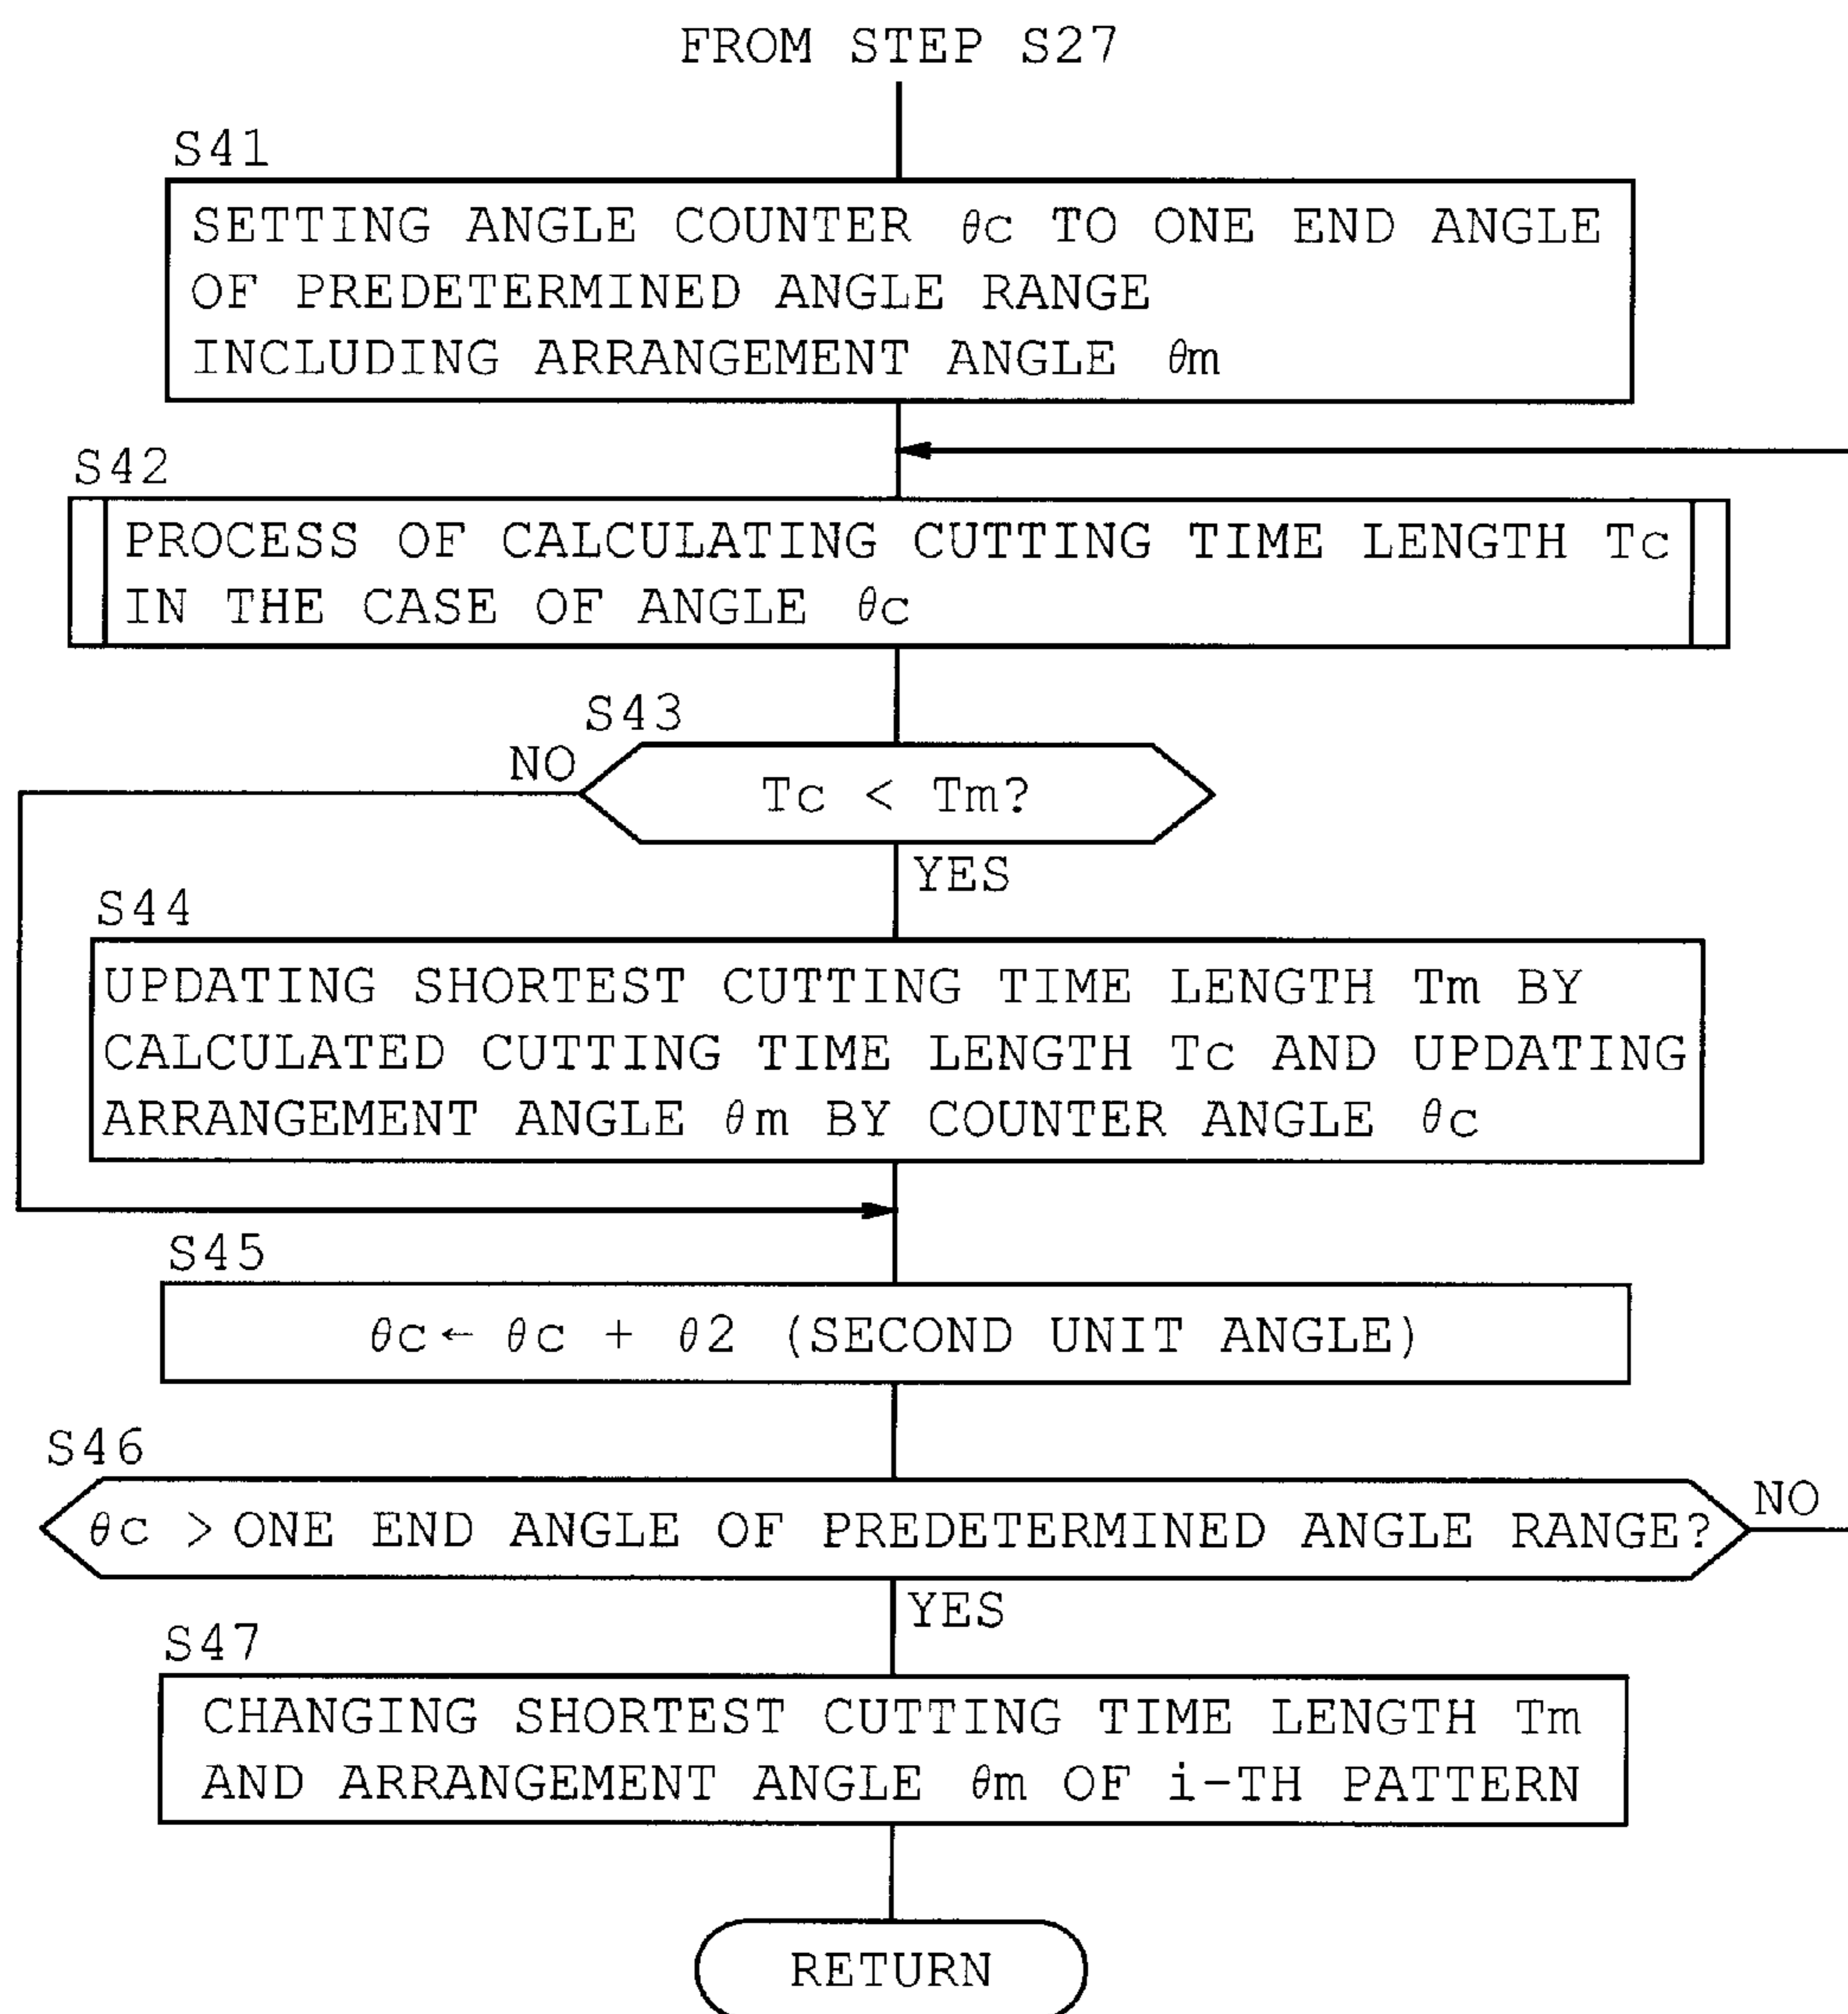 FROM STEP S27
S41
SETTING ANGLE COUNTER θc TO ONE END ANGLE
OF PREDETERMINED ANGLE RANGE
INCLUDING ARRANGEMENT ANGLE θm
S42
PROCESS OF CALCULATING CUTTING TIME LENGTH Tc
IN THE CASE OF ANGLE θc
S43
NO
Tc < Tm?
YES
S44
UPDATING SHORTEST CUTTING TIME LENGTH Tm BY
CALCULATED CUTTING TIME LENGTH Tc AND UPDATING
ARRANGEMENT ANGLE θm BY COUNTER ANGLE θc
S45
θc ← θc + θ2 (SECOND UNIT ANGLE)
S46
θc > ONE END ANGLE OF PREDETERMINED ANGLE RANGE?
NO
YES
S47
CHANGING SHORTEST CUTTING TIME LENGTH Tm
AND ARRANGEMENT ANGLE θm OF i-TH PATTERN
RETURN